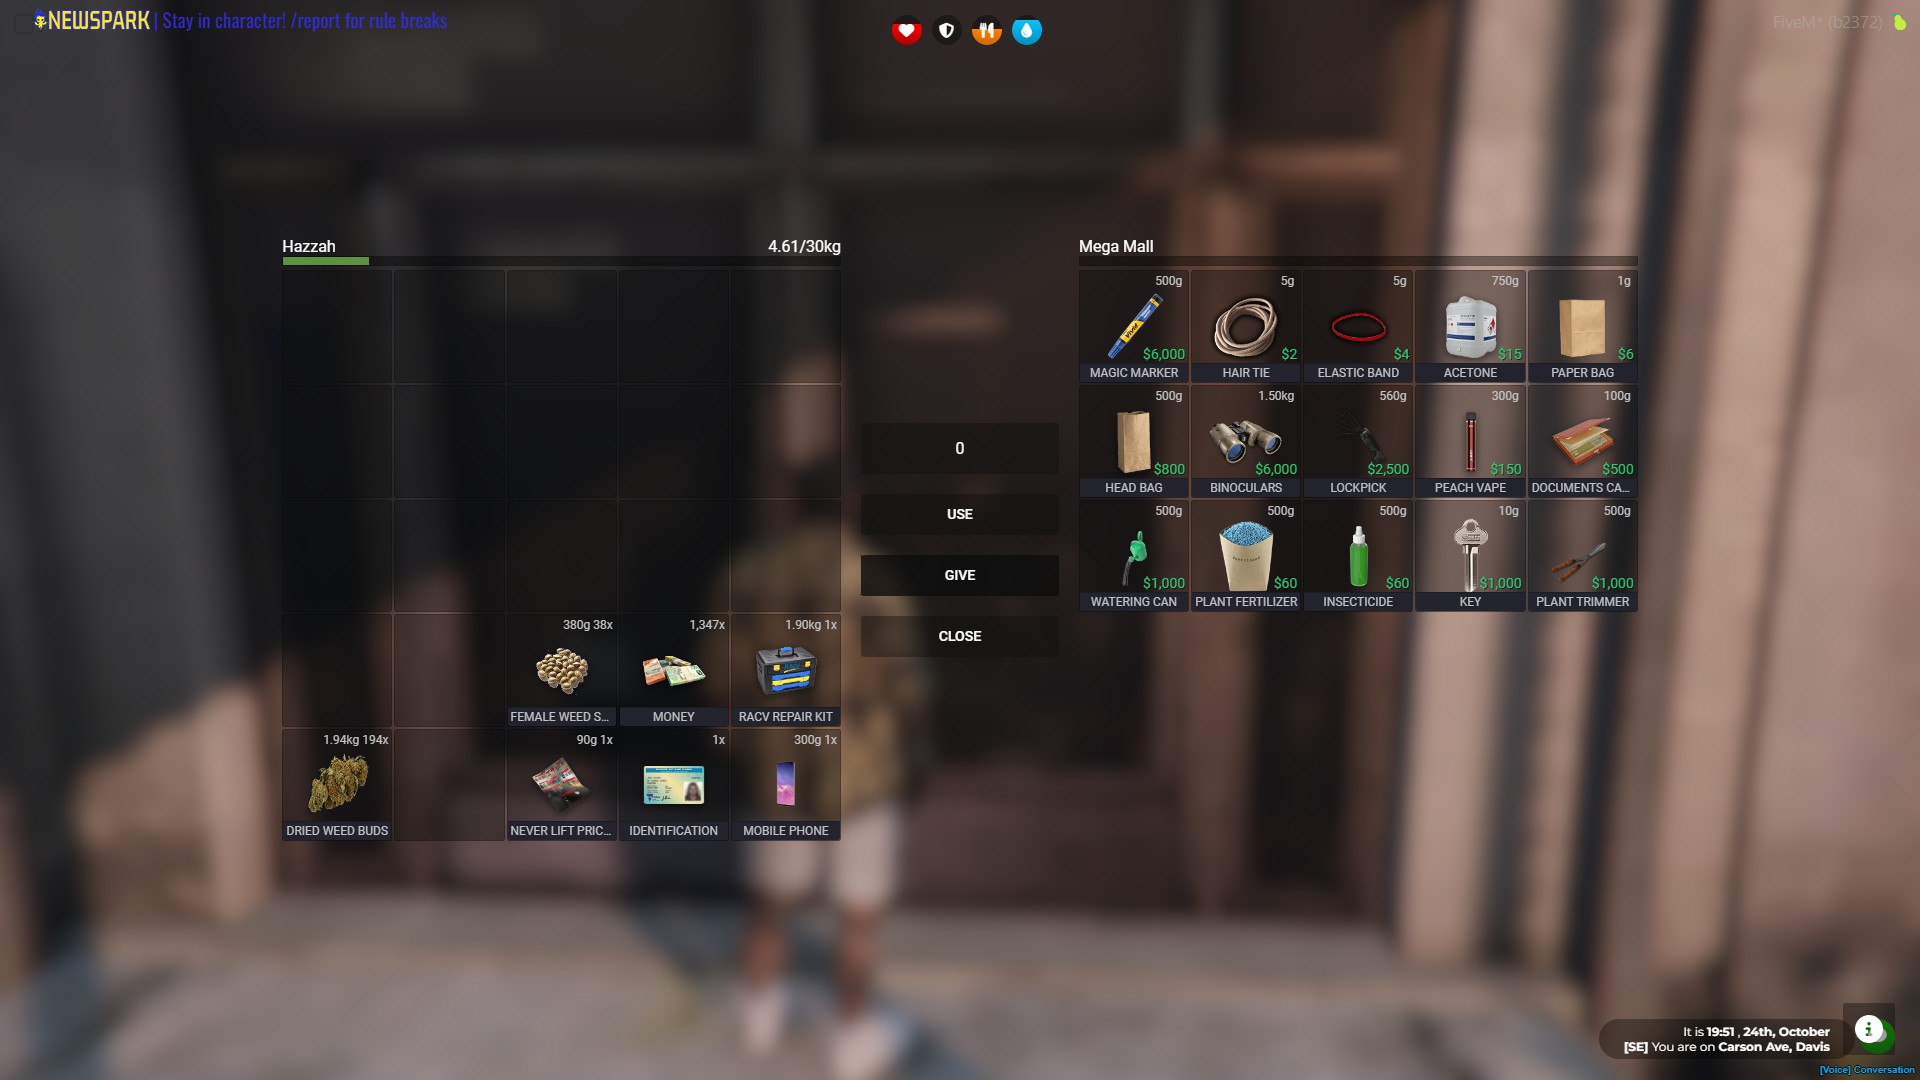 NEWSPARK | Stay in character! /report for rule breaks
FiveM* (b2372)
Hazzah
4.61/30kg
380g 38x
FEMALE WEED S...
1,347x
MONEY
1.90kg 1x
RACV REPAIR KIT
1.94kg 194x
DRIED WEED BUDS
90g 1x
NEVER LIFT PRIC...
1x
IDENTIFICATION
300g 1x
MOBILE PHONE
0
USE
GIVE
CLOSE
Mega Mall
500g
$6,000
MAGIC MARKER
5g
$2
HAIR TIE
5g
$4
ELASTIC BAND
750g
$15
ACETONE
1g
$6
PAPER BAG
500g
$800
HEAD BAG
1.50kg
$6,000
BINOCULARS
560g
$2,500
LOCKPICK
300g
$150
PEACH VAPE
100g
$500
DOCUMENTS CA...
500g
$1,000
WATERING CAN
500g
$60
PLANT FERTILIZER
500g
$60
INSECTICIDE
10g
$1,000
KEY
500g
$1,000
PLANT TRIMMER
It is 19:51 , 24th, October
[SE] You are on Carson Ave, Davis
[Voice] Conversation